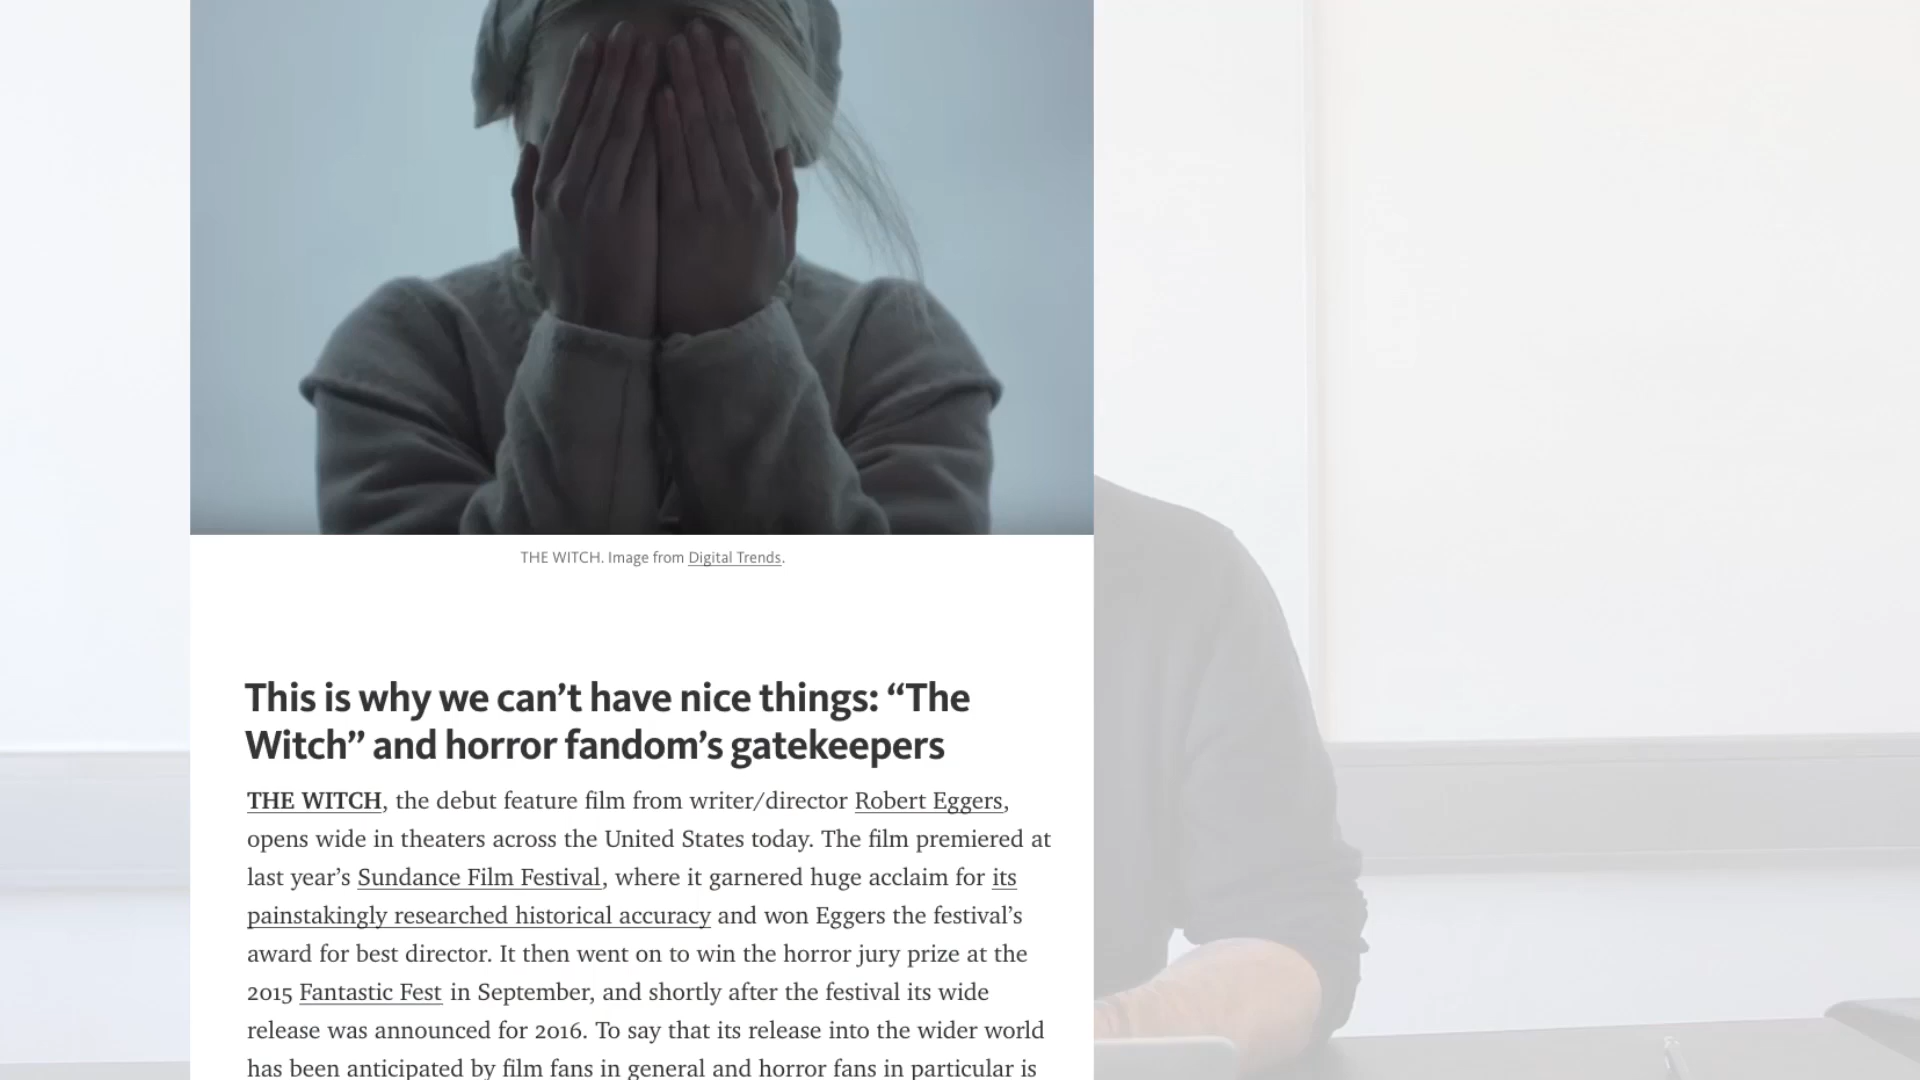 THE WITCH. Image from Digital Trends.
This is why we can’t have nice things: “The
Witch” and horror fandom’s gatekeepers
THE WITCH, the debut feature film from writer/director Robert Eggers,
opens wide in theaters across the United States today. The film premiered at
last year’s Sundance Film Festival, where it garnered huge acclaim for its
painstakingly researched historical accuracy and won Eggers the festival’s
award for best director. It then went on to win the horror jury prize at the
2015 Fantastic Fest in September, and shortly after the festival its wide
release was announced for 2016. To say that its release into the wider world
has been anticipated by film fans in general and horror fans in particular is